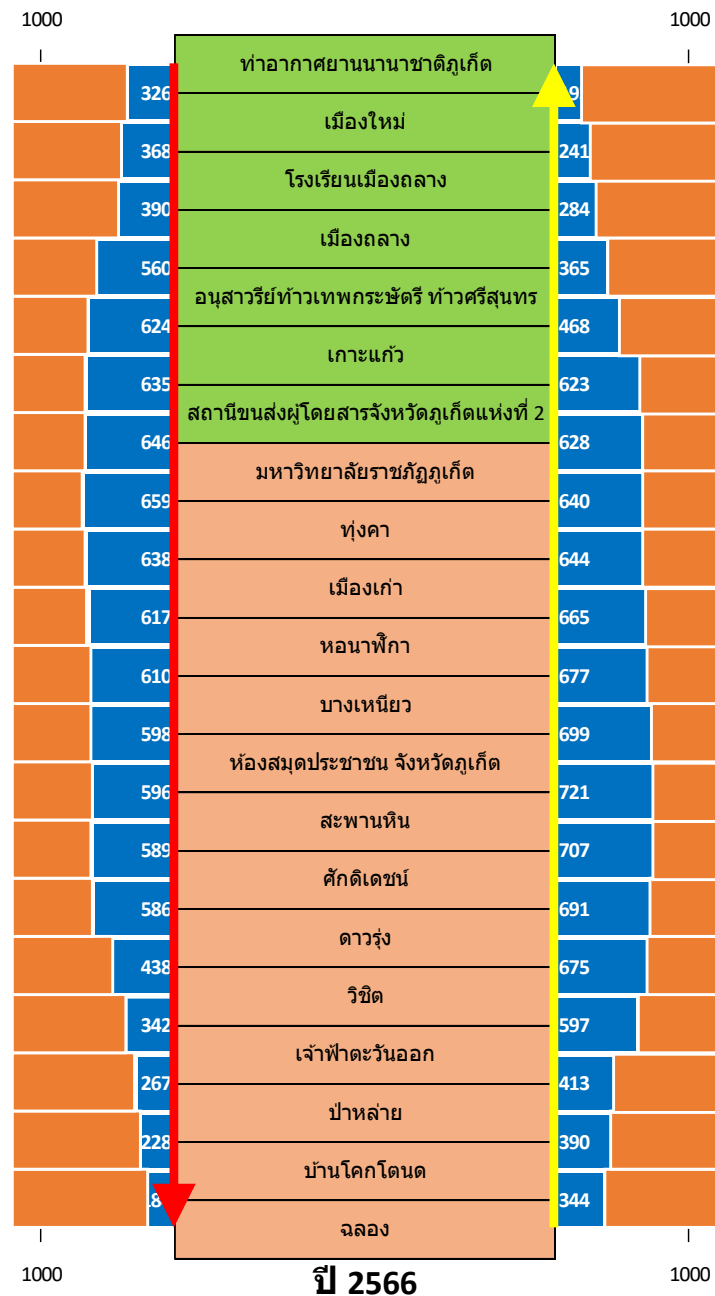 1000 1000
ท่าอากาศยานนานาชาติภูเก็ต
326
เมืองใหม่
368 241
โรงเรียนเมืองถลาง
390 284
เมืองถลาง
560 365
อนุสาวรีย์ท้าวเทพกระษัตรี ท้าวศรีสุนทร
624 468
เกาะแก้ว
635 623
สถานีขนส่งผู้โดยสารจังหวัดภูเก็ตแห่งที่ 2
646 628
มหาวิทยาลัยราชภัฏภูเก็ต
659 640
ทุ่งคา
638 644
เมืองเก่า
617 665
หอนาฬิกา
610 677
บางเหนียว
598 699
ห้องสมุดประชาชน จังหวัดภูเก็ต
596 721
สะพานหิน
589 707
ศักดิเดชน์
586 691
ดาวรุ่ง
438 675
วิชิต
342 597
เจ้าฟ้าตะวันออก
267 413
ป่าหล่าย
228 390
บ้านโคกโตนด
344
ฉลอง
1000 1000
ปี 2566